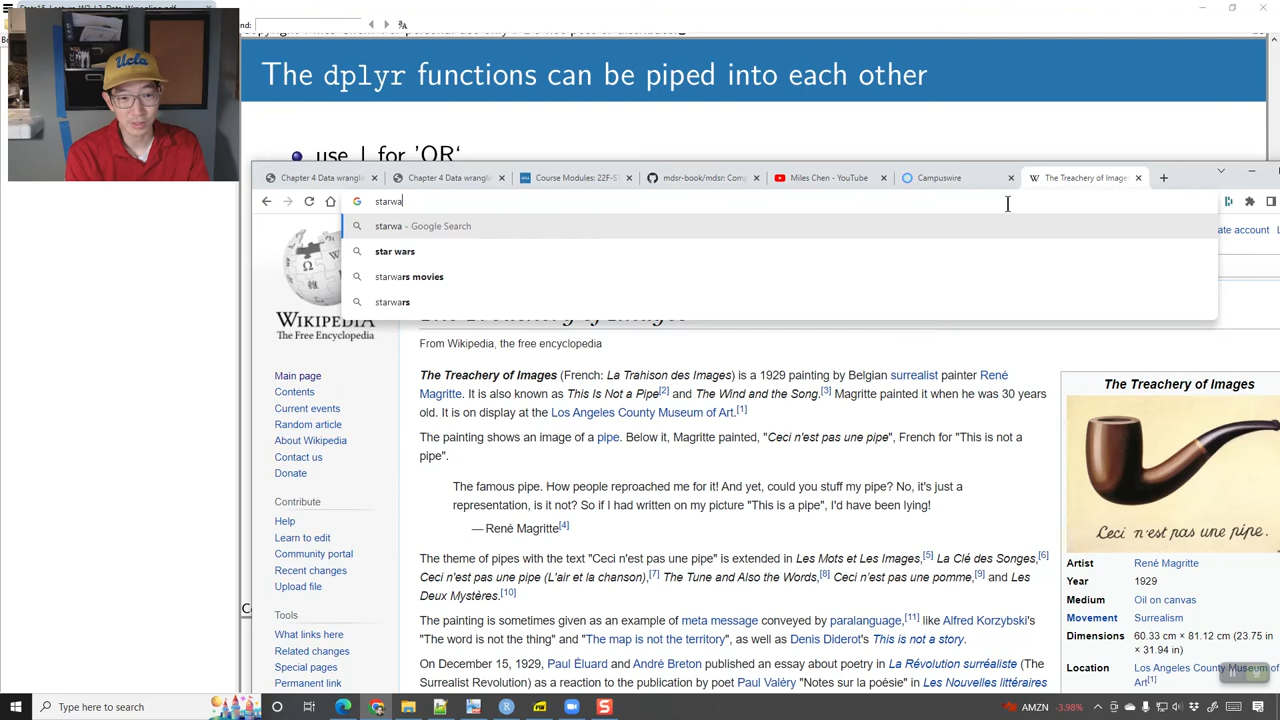 Find:
The dplyr functions can be piped into each other
use | for 'OR'
Ucla
Chapter 4 Data wranglin
Chapter 4 Data wranglin
Course Modules: 22F-ST
mdsr-book/mdsr: Comp
Miles Chen - YouTube
Campuswire
The Treachery of Images
starwa
starwa - Google Search
star wars
starwars movies
starwars
ate account
WIKIPEDIA
The Free Encyclopedia
Main page
Contents
Current events
Random article
About Wikipedia
Contact us
Donate
Contribute
Help
Learn to edit
Community portal
Recent changes
Upload file
Tools
What links here
Related changes
Special pages
Permanent link
From Wikipedia, the free encyclopedia
The Treachery of Images (French: La Trahison des Images) is a 1929 painting by Belgian surrealist painter René
Magritte. It is also known as This Is Not a Pipe[2] and The Wind and the Song.[3] Magritte painted it when he was 30 years
old. It is on display at the Los Angeles County Museum of Art.[1]
The painting shows an image of a pipe. Below it, Magritte painted, "Ceci n'est pas une pipe", French for "This is not a
pipe".
The famous pipe. How people reproached me for it! And yet, could you stuff my pipe? No, it's just a
representation, is it not? So if I had written on my picture "This is a pipe", I'd have been lying!
— René Magritte[4]
The theme of pipes with the text "Ceci n'est pas une pipe" is extended in Les Mots et Les Images,[5] La Clé des Songes,[6]
Ceci n'est pas une pipe (L'air et la chanson),[7] The Tune and Also the Words,[8] Ceci n'est pas une pomme,[9] and Les
Deux Mystères.[10]
The painting is sometimes given as an example of meta message conveyed by paralanguage,[11] like Alfred Korzybski's
"The word is not the thing" and "The map is not the territory", as well as Denis Diderot's This is not a story.
On December 15, 1929, Paul Éluard and André Breton published an essay about poetry in La Révolution surréaliste (The
Surrealist Revolution) as a reaction to the publication by poet Paul Valéry "Notes sur la poésie" in Les Nouvelles littéraires
The Treachery of Images
Ceci n'est pas une pipe.
Artist René Magritte
Year 1929
Medium Oil on canvas
Movement Surrealism
Dimensions 60.33 cm × 81.12 cm (23.75 in
× 31.94 in)
Location Los Angeles County Museum of
Art[1]
Type here to search
AMZN -3.98%